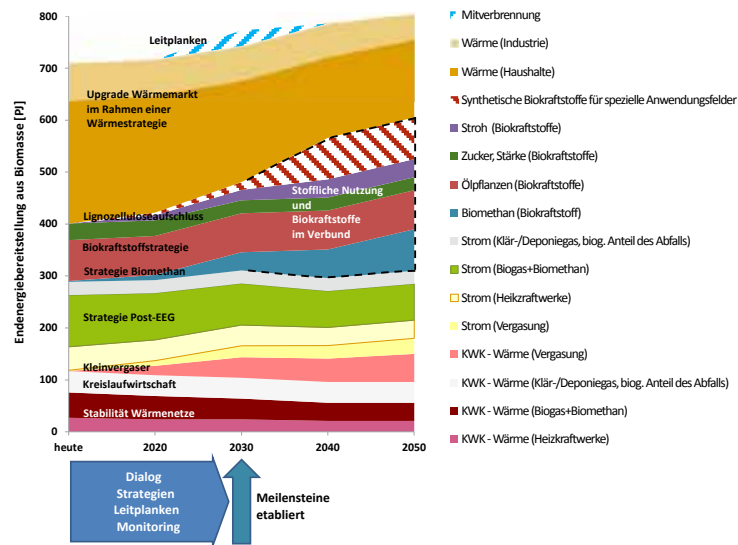 Endenergiebereitstellung aus Biomasse [PJ]
800
700
600
500
400
300
200
100
0
heute
2020
2030
2040
2050
Leitplanken
Upgrade Wärmemarkt
im Rahmen einer
Wärmestrategie
Lignozelluloseaufschluss
Biokraftstoffstrategie
Strategie Biomethan
Stoffliche Nutzung
und
Biokraftstoffe
im Verbund
Strategie Post-EEG
Kleinvergaser
Kreislaufwirtschaft
Stabilität Wärmenetze
Mitverbrennung
Wärme (Industrie)
Wärme (Haushalte)
Synthetische Biokraftstoffe für spezielle Anwendungsfelder
Stroh (Biokraftstoffe)
Zucker, Stärke (Biokraftstoffe)
Ölpflanzen (Biokraftstoffe)
Biomethan (Biokraftstoff)
Strom (Klär-/Deponiegas, biog. Anteil des Abfalls)
Strom (Biogas+Biomethan)
Strom (Heikzraftwerke)
Strom (Vergasung)
KWK - Wärme (Vergasung)
KWK - Wärme (Klär-/Deponiegas, biog. Anteil des Abfalls)
KWK - Wärme (Biogas+Biomethan)
KWK - Wärme (Heizkraftwerke)
Dialog
Strategien
Leitplanken
Monitoring
Meilensteine
etabliert